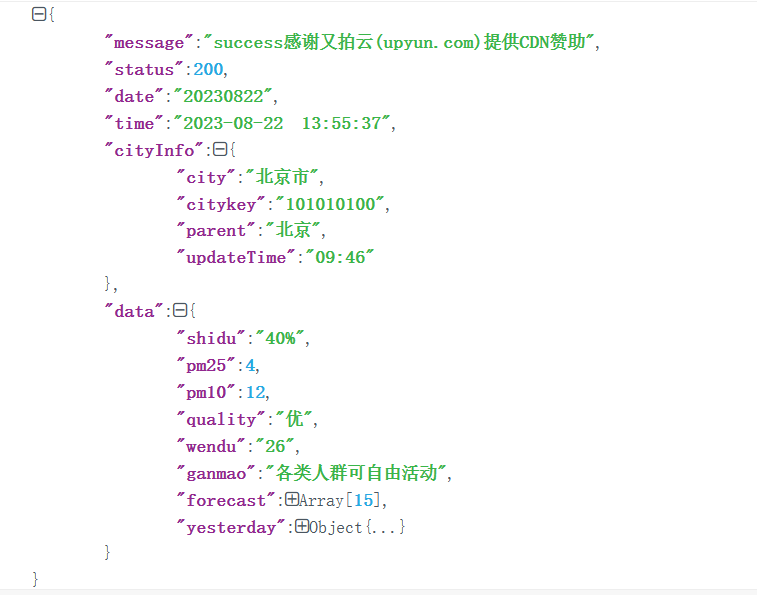 {
"message":"success感谢又拍云(upyun.com)提供CDN赞助",
"status":200,
"date":"20230822",
"time":"2023-08-22  13:55:37",
"cityInfo":{
"city":"北京市",
"citykey":"101010100",
"parent":"北京",
"updateTime":"09:46"
},
"data":{
"shidu":"40%",
"pm25":4,
"pm10":12,
"quality":"优",
"wendu":"26",
"ganmao":"各类人群可自由活动",
"forecast":Array[15],
"yesterday":Object{...}
}
}